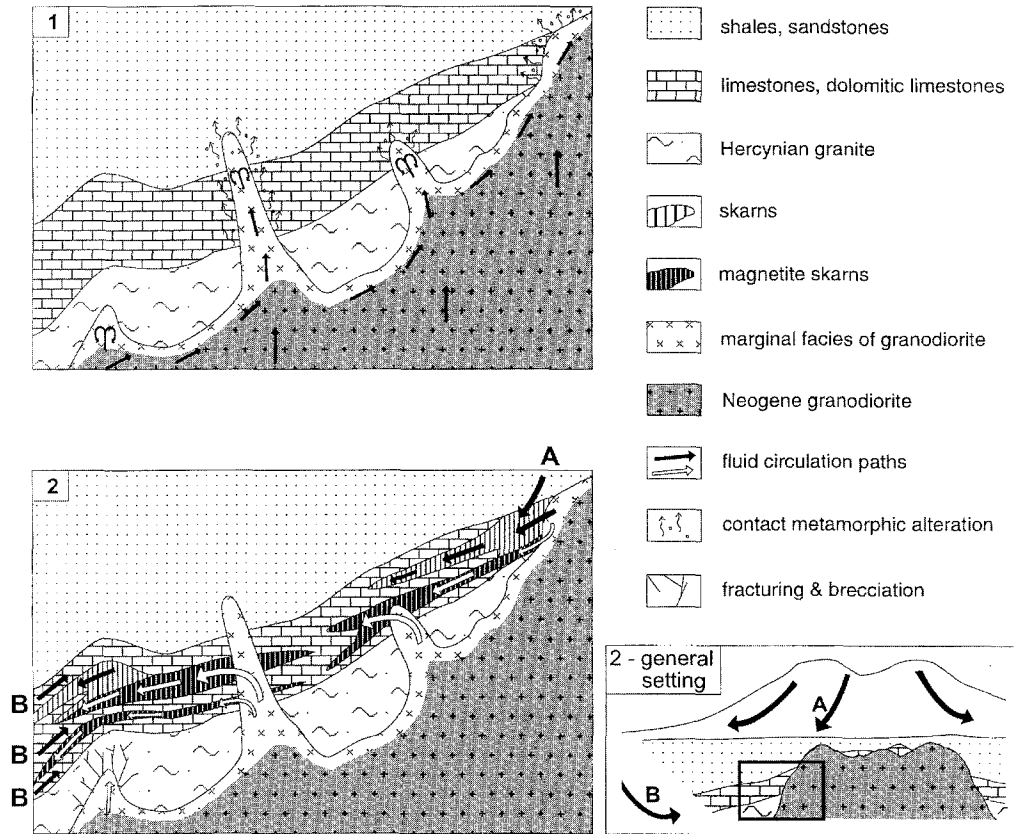 1
shales, sandstones
limestones, dolomitic limestones
Hercynian granite
skarns
magnetite skarns
marginal facies of granodiorite
Neogene granodiorite
fluid circulation paths
contact metamorphic alteration
fracturing & brecciation
2
A
B
B
B
2 - general
setting
A
B